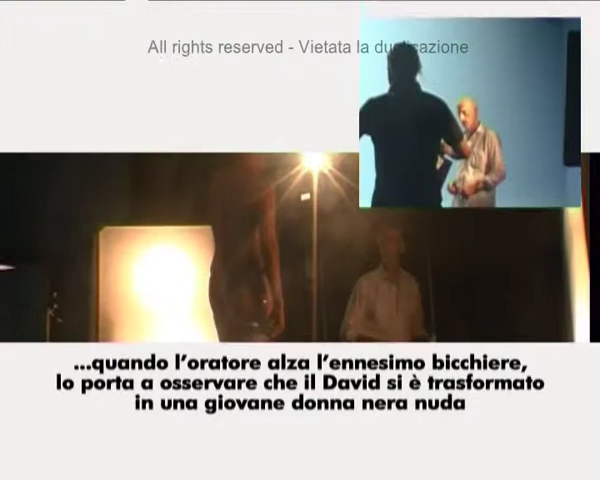 All rights reserved - Vietata la duplicazione
...quando l'oratore alza l'ennesimo bicchiere,
lo porta a osservare che il David si è trasformato
in una giovane donna nera nuda